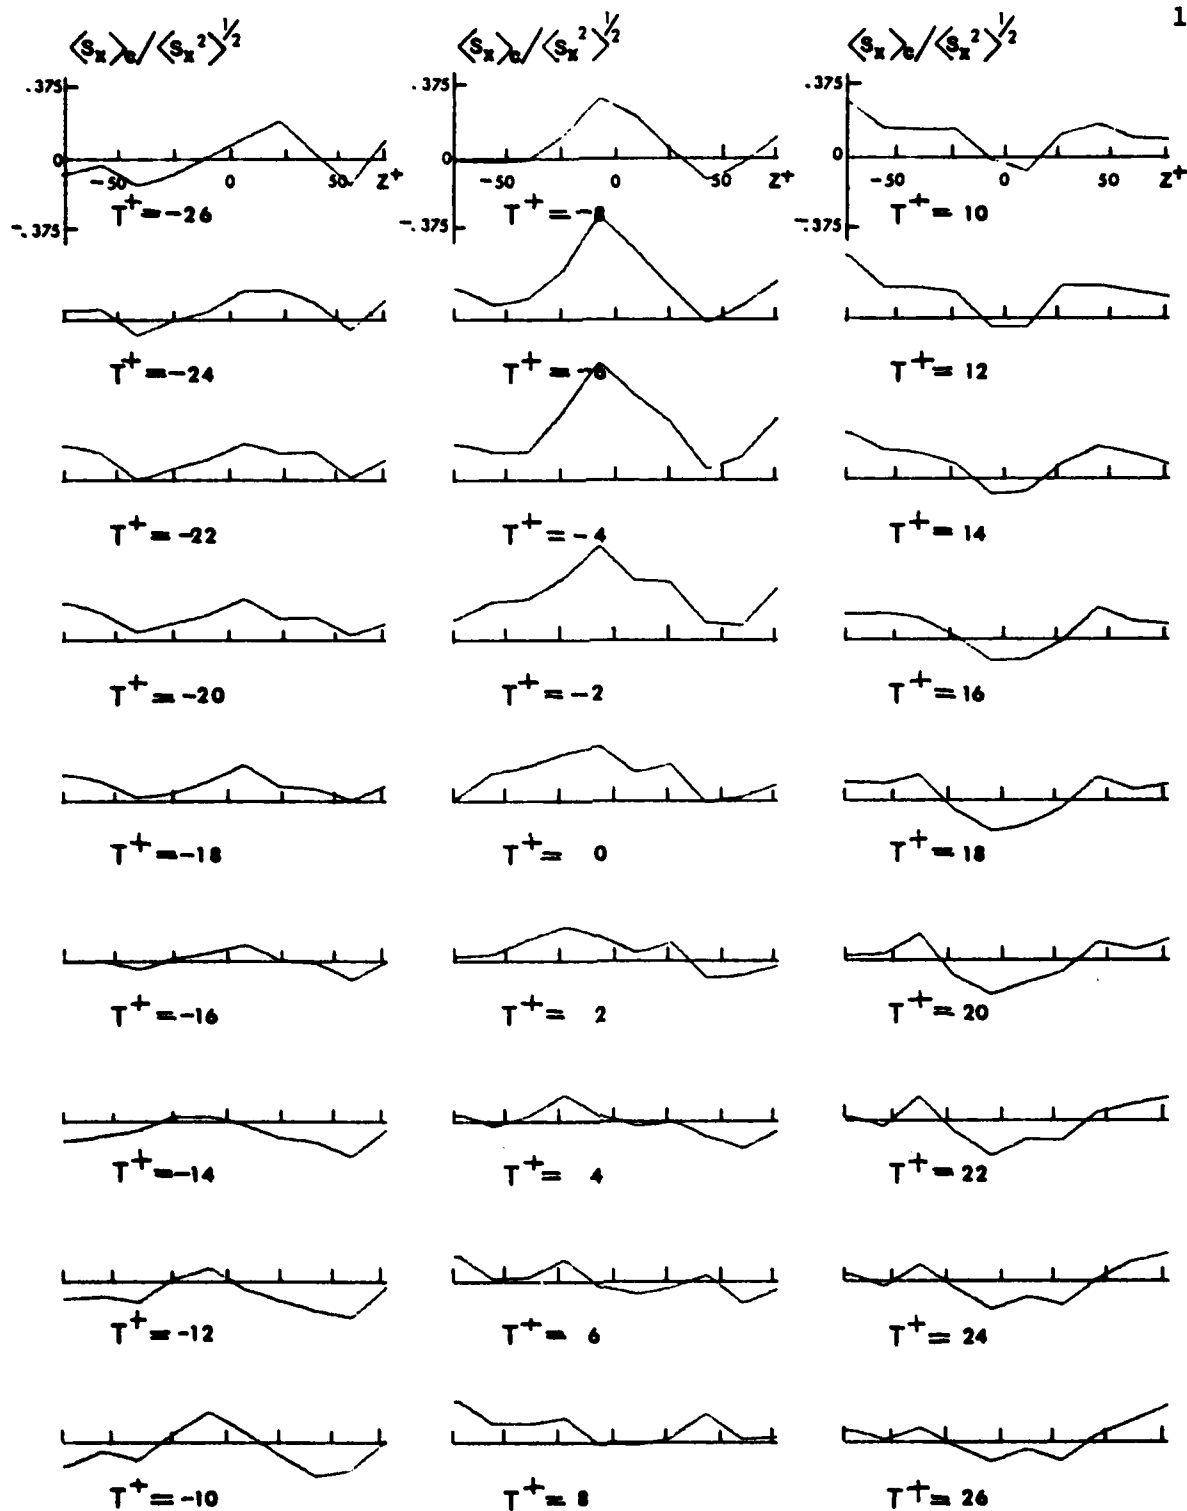 1
⟨Sx⟩c/⟨Sx²⟩^1/2
.375
0
-50 0 50 Z+
-.375
T+ = -26
T+ = -24
T+ = -22
T+ = -20
T+ = -18
T+ = -16
T+ = -14
T+ = -12
T+ = -10
⟨Sx⟩c/⟨Sx²⟩^1/2
.375
0
-50 0 50 Z+
-.375
T+ = -8
T+ = -6
T+ = -4
T+ = -2
T+ = 0
T+ = 2
T+ = 4
T+ = 6
T+ = 8
⟨Sx⟩c/⟨Sx²⟩^1/2
.375
0
-50 0 50 Z+
-.375
T+ = 10
T+ = 12
T+ = 14
T+ = 16
T+ = 18
T+ = 20
T+ = 22
T+ = 24
T+ = 26